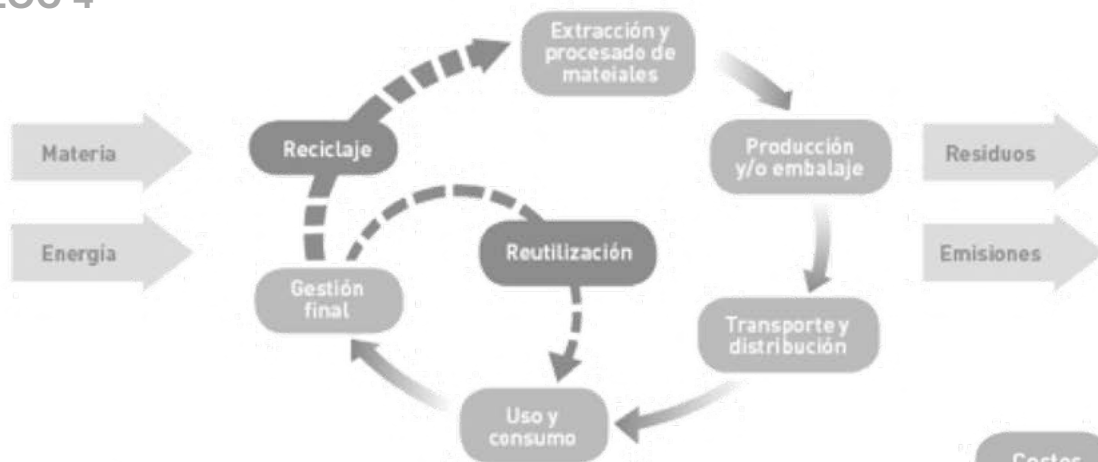 Extracción y
procesado de
mateiales
Materia
Reciclaje
Producción
y/o embalaje
Residuos
Energía
Reutilización
Emisiones
Gestión
final
Transporte y
distribución
Uso y
consumo